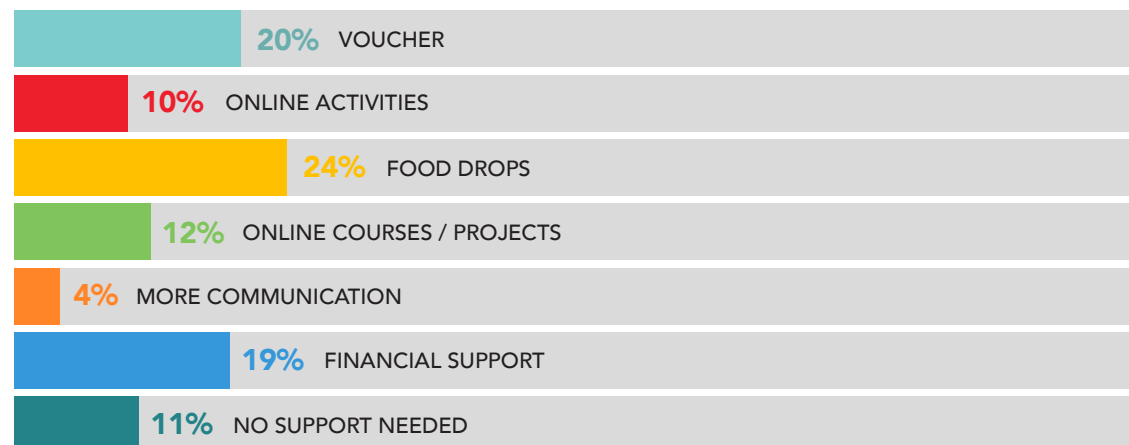 20% VOUCHER
10% ONLINE ACTIVITIES
24% FOOD DROPS
12% ONLINE COURSES / PROJECTS
4% MORE COMMUNICATION
19% FINANCIAL SUPPORT
11% NO SUPPORT NEEDED